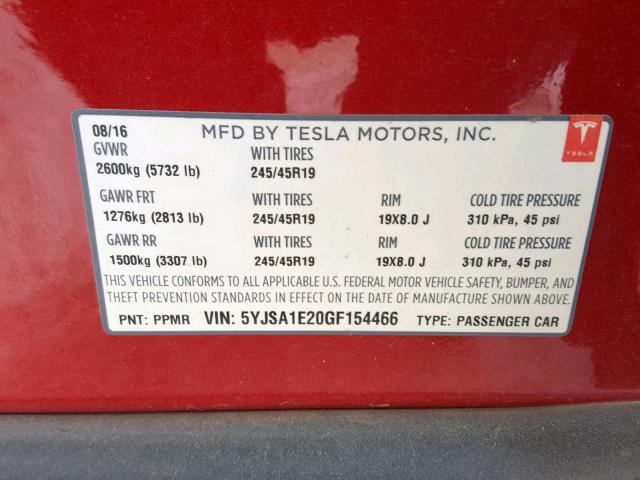 08/16 MFD BY TESLA MOTORS, INC. TESLA
GVWR WITH TIRES
2600kg (5732 lb) 245/45R19
GAWR FRT WITH TIRES RIM COLD TIRE PRESSURE
1276kg (2813 lb) 245/45R19 19X8.0 J 310 kPa, 45 psi
GAWR RR WITH TIRES RIM COLD TIRE PRESSURE
1500kg (3307 lb) 245/45R19 19X8.0 J 310 kPa, 45 psi
THIS VEHICLE CONFORMS TO ALL APPLICABLE U.S. FEDERAL MOTOR VEHICLE SAFETY, BUMPER, AND
THEFT PREVENTION STANDARDS IN EFFECT ON THE DATE OF MANUFACTURE SHOWN ABOVE.
PNT: PPMR VIN: 5YJSA1E20GF154466 TYPE: PASSENGER CAR